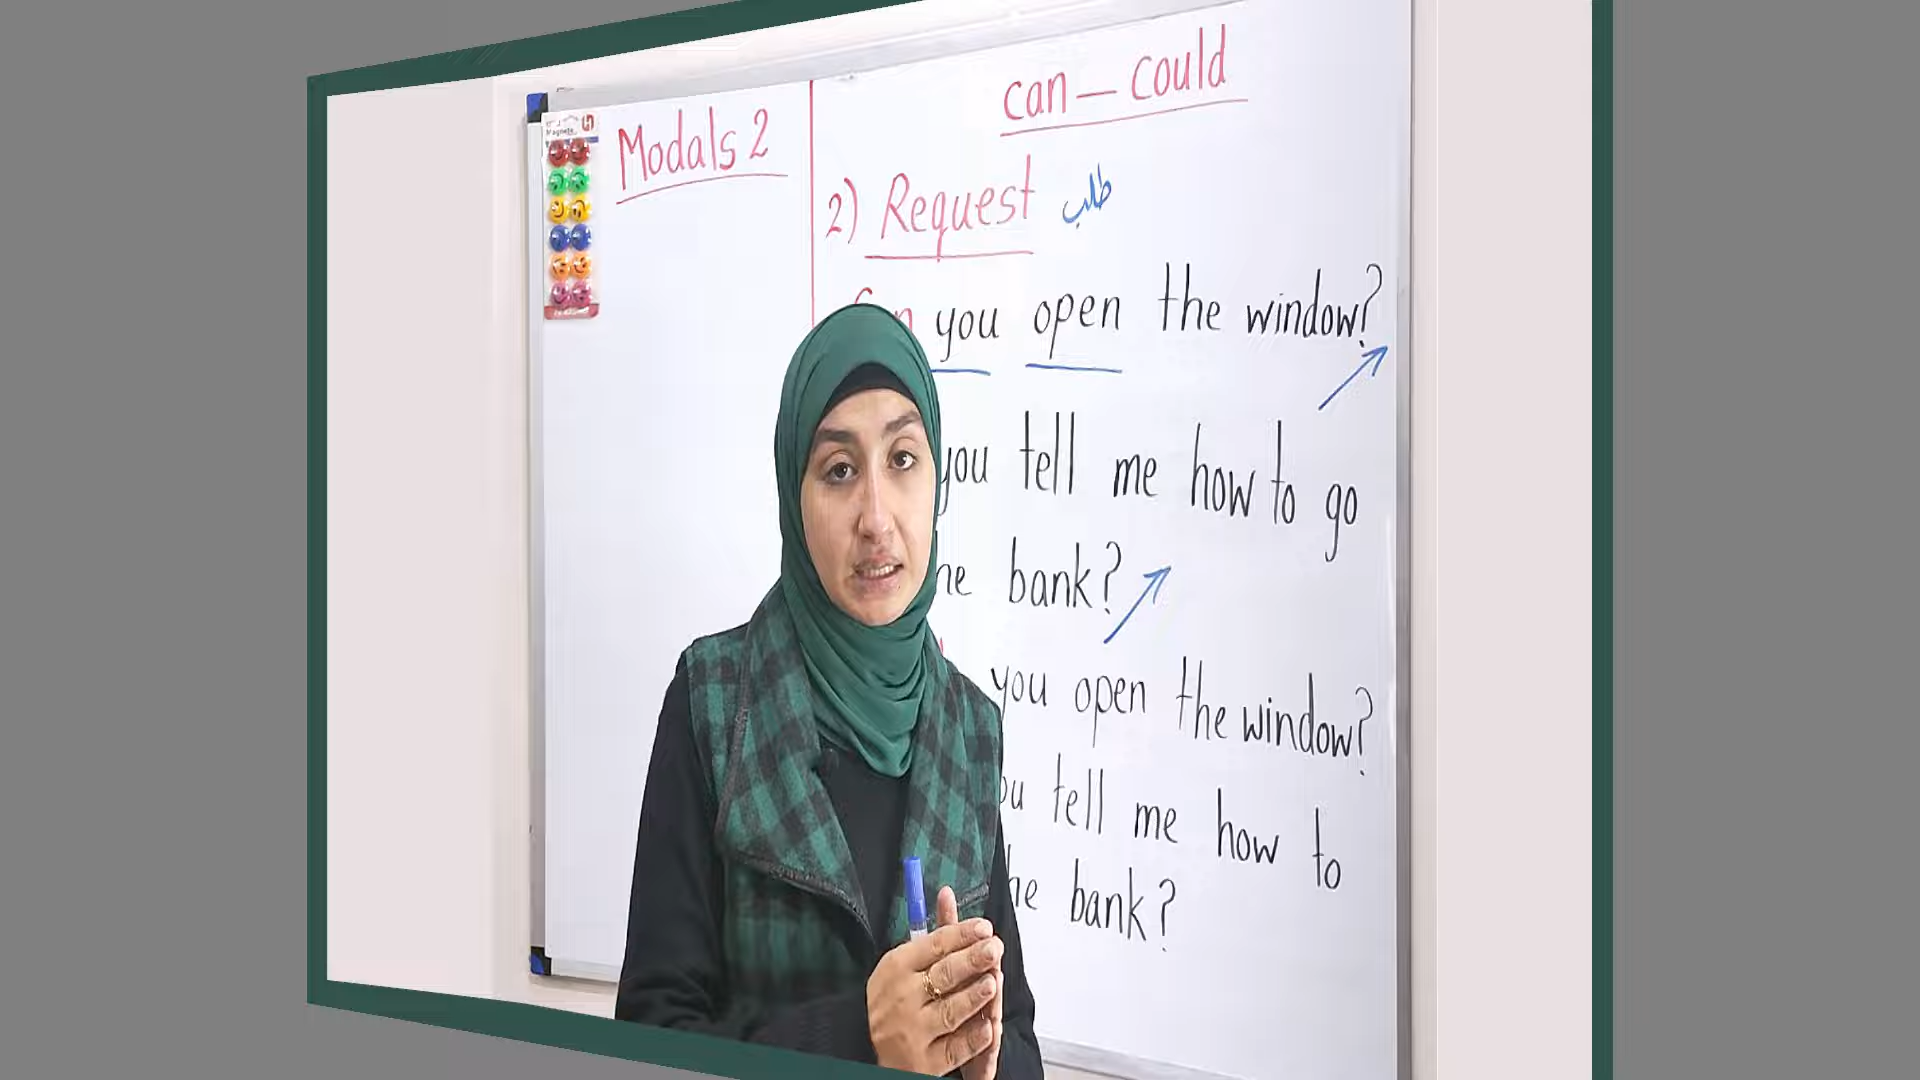 Modals 2
can — could
2) Request طلب
you open the window?
you tell me how to go
bank?
you open the window?
tell me how to
bank?
Magnets